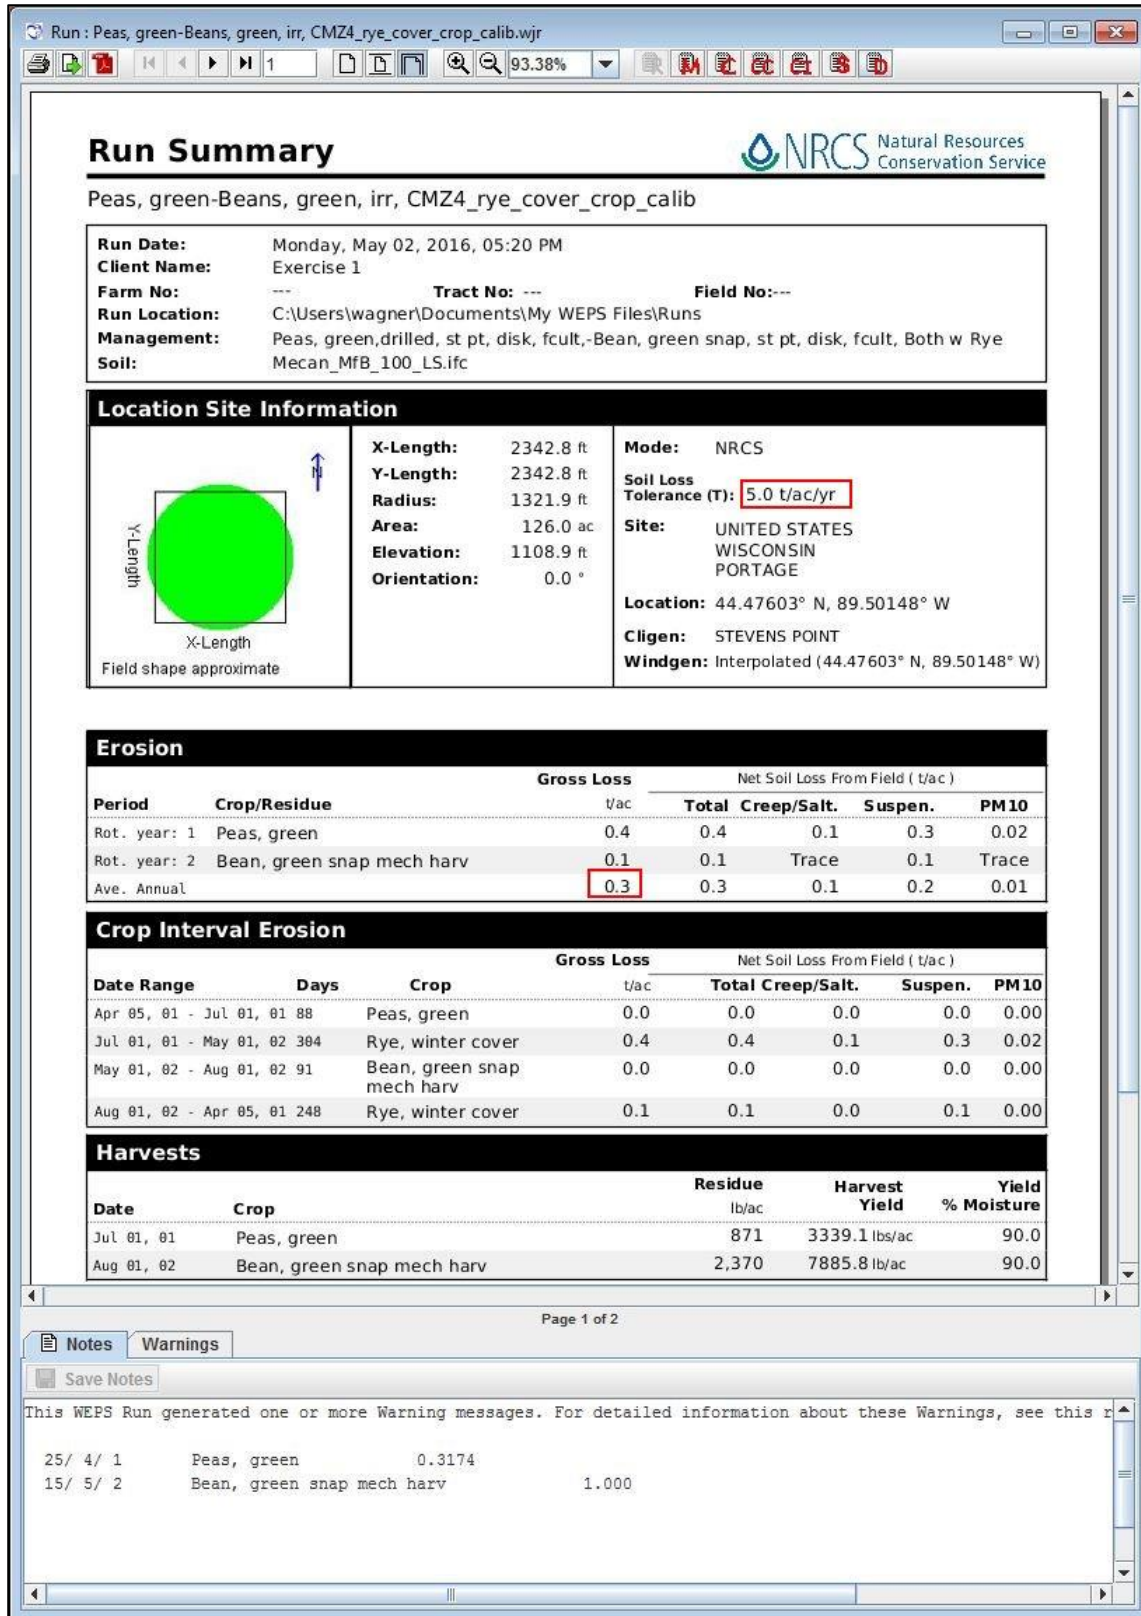 Run : Peas, green-Beans, green, irr, CMZ4_rye_cover_crop_calib.wjr
1 93.38%
Run Summary
NRCS Natural Resources
Conservation Service
Peas, green-Beans, green, irr, CMZ4_rye_cover_crop_calib
Run Date: Monday, May 02, 2016, 05:20 PM
Client Name: Exercise 1
Farm No: --- Tract No: --- Field No:---
Run Location: C:\Users\wagner\Documents\My WEPS Files\Runs
Management: Peas, green,drilled, st pt, disk, fcult,-Bean, green snap, st pt, disk, fcult, Both w Rye
Soil: Mecan_MfB_100_LS.ifc
Location Site Information
N
Y-Length
X-Length
Field shape approximate
X-Length: 2342.8 ft
Y-Length: 2342.8 ft
Radius: 1321.9 ft
Area: 126.0 ac
Elevation: 1108.9 ft
Orientation: 0.0 °
Mode: NRCS
Soil Loss
Tolerance (T): 5.0 t/ac/yr
Site: UNITED STATES
WISCONSIN
PORTAGE
Location: 44.47603° N, 89.50148° W
Cligen: STEVENS POINT
Windgen: Interpolated (44.47603° N, 89.50148° W)
Erosion
Gross Loss Net Soil Loss From Field ( t/ac )
Period Crop/Residue t/ac Total Creep/Salt. Suspen. PM10
Rot. year: 1 Peas, green 0.4 0.4 0.1 0.3 0.02
Rot. year: 2 Bean, green snap mech harv 0.1 0.1 Trace 0.1 Trace
Ave. Annual 0.3 0.3 0.1 0.2 0.01
Crop Interval Erosion
Gross Loss Net Soil Loss From Field ( t/ac )
Date Range Days Crop t/ac Total Creep/Salt. Suspen. PM10
Apr 05, 01 - Jul 01, 01 88 Peas, green 0.0 0.0 0.0 0.0 0.00
Jul 01, 01 - May 01, 02 304 Rye, winter cover 0.4 0.4 0.1 0.3 0.02
May 01, 02 - Aug 01, 02 91 Bean, green snap 0.0 0.0 0.0 0.0 0.00
mech harv
Aug 01, 02 - Apr 05, 01 248 Rye, winter cover 0.1 0.1 0.0 0.1 0.00
Harvests
Residue Harvest Yield
Date Crop lb/ac Yield % Moisture
Jul 01, 01 Peas, green 871 3339.1 lbs/ac 90.0
Aug 01, 02 Bean, green snap mech harv 2,370 7885.8 lb/ac 90.0
Page 1 of 2
Notes Warnings
Save Notes
This WEPS Run generated one or more Warning messages. For detailed information about these Warnings, see this r
25/ 4/ 1 Peas, green 0.3174
15/ 5/ 2 Bean, green snap mech harv 1.000